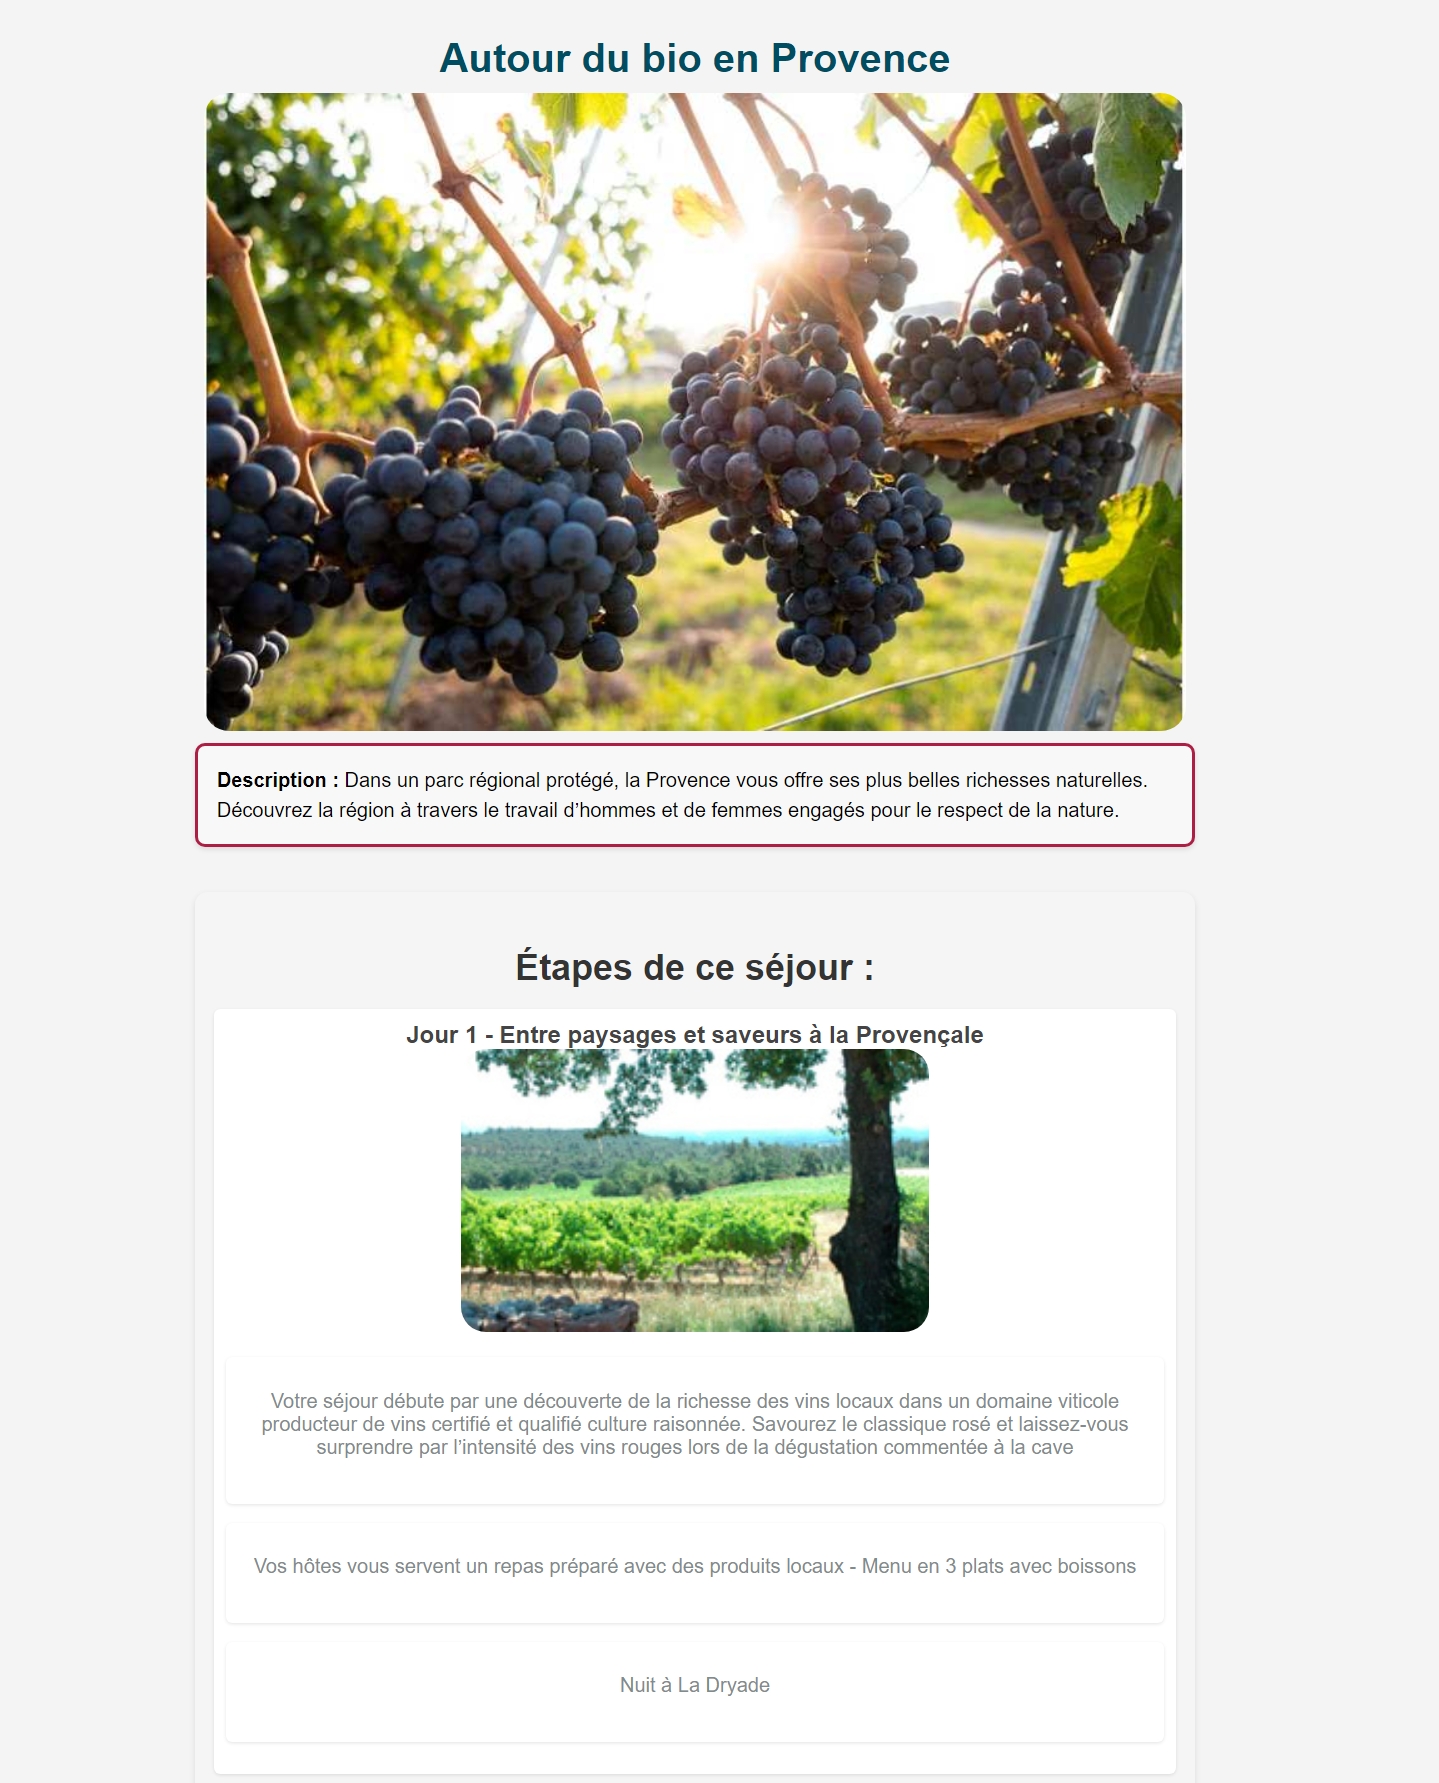 Autour du bio en Provence
Description : Dans un parc régional protégé, la Provence vous offre ses plus belles richesses naturelles.
Découvrez la région à travers le travail d’hommes et de femmes engagés pour le respect de la nature.
Étapes de ce séjour :
Jour 1 - Entre paysages et saveurs à la Provençale
Votre séjour débute par une découverte de la richesse des vins locaux dans un domaine viticole
producteur de vins certifié et qualifié culture raisonnée. Savourez le classique rosé et laissez-vous
surprendre par l’intensité des vins rouges lors de la dégustation commentée à la cave
Vos hôtes vous servent un repas préparé avec des produits locaux - Menu en 3 plats avec boissons
Nuit à La Dryade